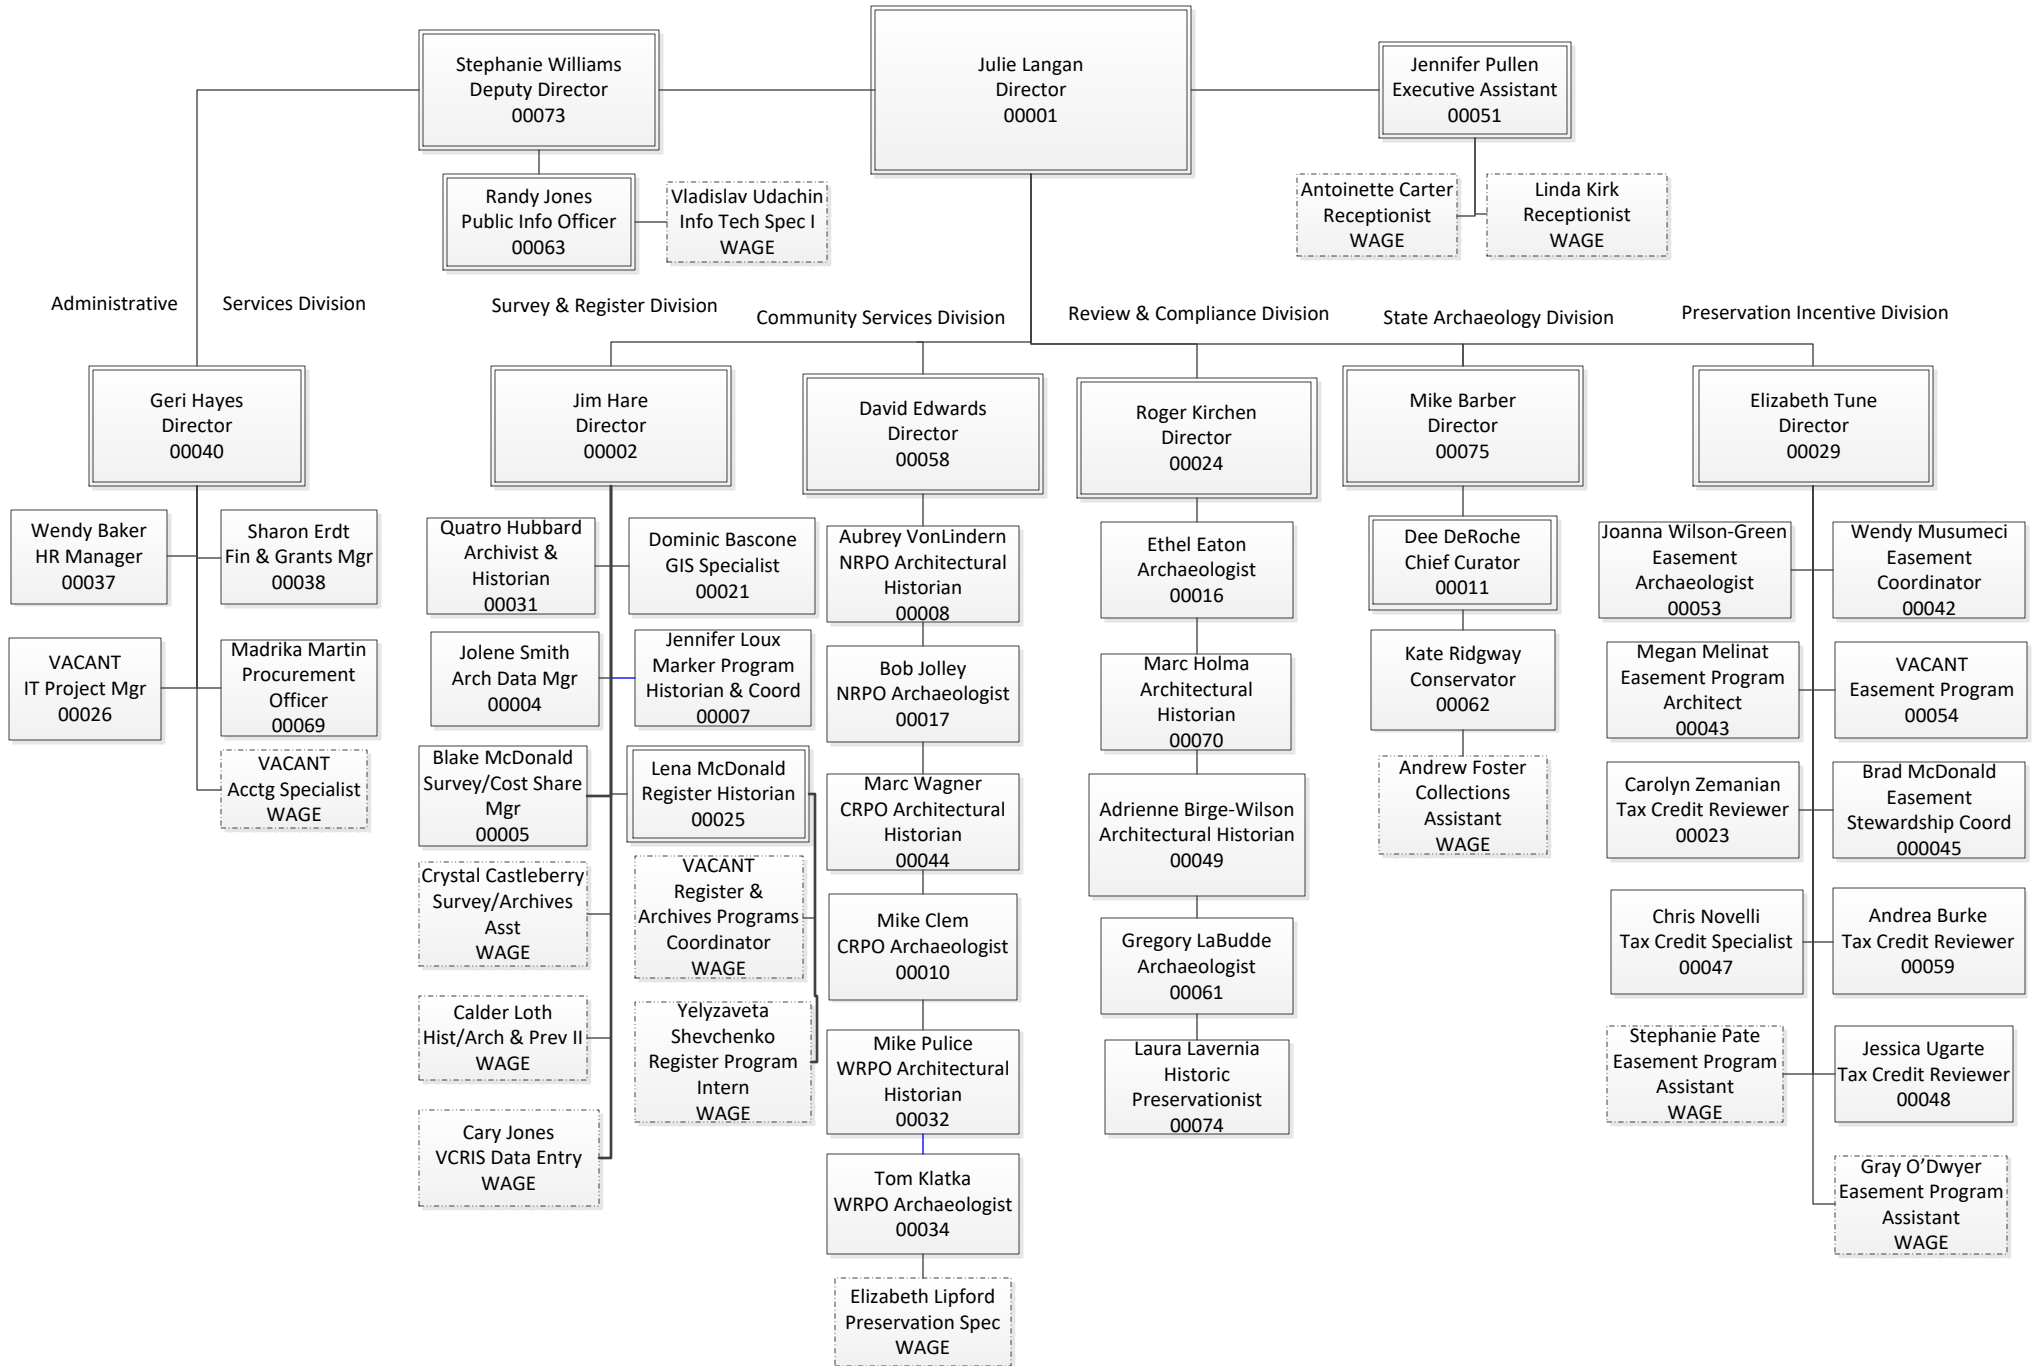 Stephanie Williams
Deputy Director
00073
Julie Langan
Director
00001
Jennifer Pullen
Executive Assistant
00051
Randy Jones
Public Info Officer
00063
Vladislav Udachin
Info Tech Spec I
WAGE
Antoinette Carter
Receptionist
WAGE
Linda Kirk
Receptionist
WAGE
Administrative Services Division
Survey & Register Division
Community Services Division
Review & Compliance Division
State Archaeology Division
Preservation Incentive Division
Geri Hayes
Director
00040
Jim Hare
Director
00002
David Edwards
Director
00058
Roger Kirchen
Director
00024
Mike Barber
Director
00075
Elizabeth Tune
Director
00029
Wendy Baker
HR Manager
00037
Sharon Erdt
Fin & Grants Mgr
00038
VACANT
IT Project Mgr
00026
Madrika Martin
Procurement
Officer
00069
VACANT
Acctg Specialist
WAGE
Quatro Hubbard
Archivist &
Historian
00031
Dominic Bascone
GIS Specialist
00021
Jolene Smith
Arch Data Mgr
00004
Jennifer Loux
Marker Program
Historian & Coord
00007
Blake McDonald
Survey/Cost Share
Mgr
00005
Lena McDonald
Register Historian
00025
Crystal Castleberry
Survey/Archives
Asst
WAGE
VACANT
Register &
Archives Programs
Coordinator
WAGE
Calder Loth
Hist/Arch & Prev II
WAGE
Yelyzaveta
Shevchenko
Register Program
Intern
WAGE
Cary Jones
VCRIS Data Entry
WAGE
Aubrey VonLindern
NRPO Architectural
Historian
00008
Bob Jolley
NRPO Archaeologist
00017
Marc Wagner
CRPO Architectural
Historian
00044
Mike Clem
CRPO Archaeologist
00010
Mike Pulice
WRPO Architectural
Historian
00032
Tom Klatka
WRPO Archaeologist
00034
Elizabeth Lipford
Preservation Spec
WAGE
Ethel Eaton
Archaeologist
00016
Marc Holma
Architectural
Historian
00070
Adrienne Birge-Wilson
Architectural Historian
00049
Gregory LaBudde
Archaeologist
00061
Laura Lavernia
Historic
Preservationist
00074
Dee DeRoche
Chief Curator
00011
Kate Ridgway
Conservator
00062
Andrew Foster
Collections
Assistant
WAGE
Joanna Wilson-Green
Easement
Archaeologist
00053
Wendy Musumeci
Easement
Coordinator
00042
Megan Melinat
Easement Program
Architect
00043
VACANT
Easement Program
00054
Carolyn Zemanian
Tax Credit Reviewer
00023
Brad McDonald
Easement
Stewardship Coord
000045
Chris Novelli
Tax Credit Specialist
00047
Andrea Burke
Tax Credit Reviewer
00059
Stephanie Pate
Easement Program
Assistant
WAGE
Jessica Ugarte
Tax Credit Reviewer
00048
Gray O’Dwyer
Easement Program
Assistant
WAGE